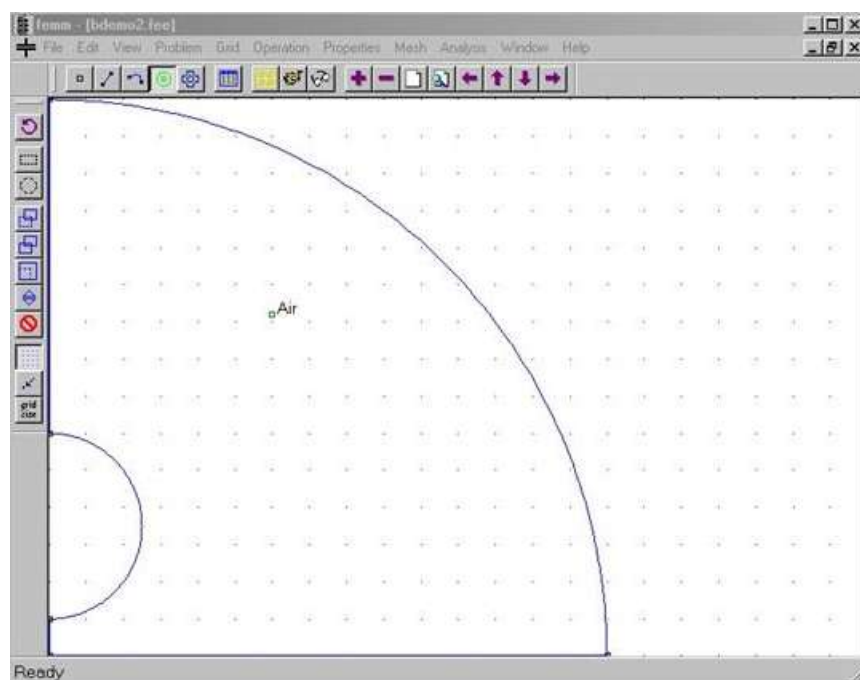 femm - [bdemo2.fee]
File Edit View Problem Grid Operation Properties Mesh Analysis Window Help
Air
grid
size
Ready